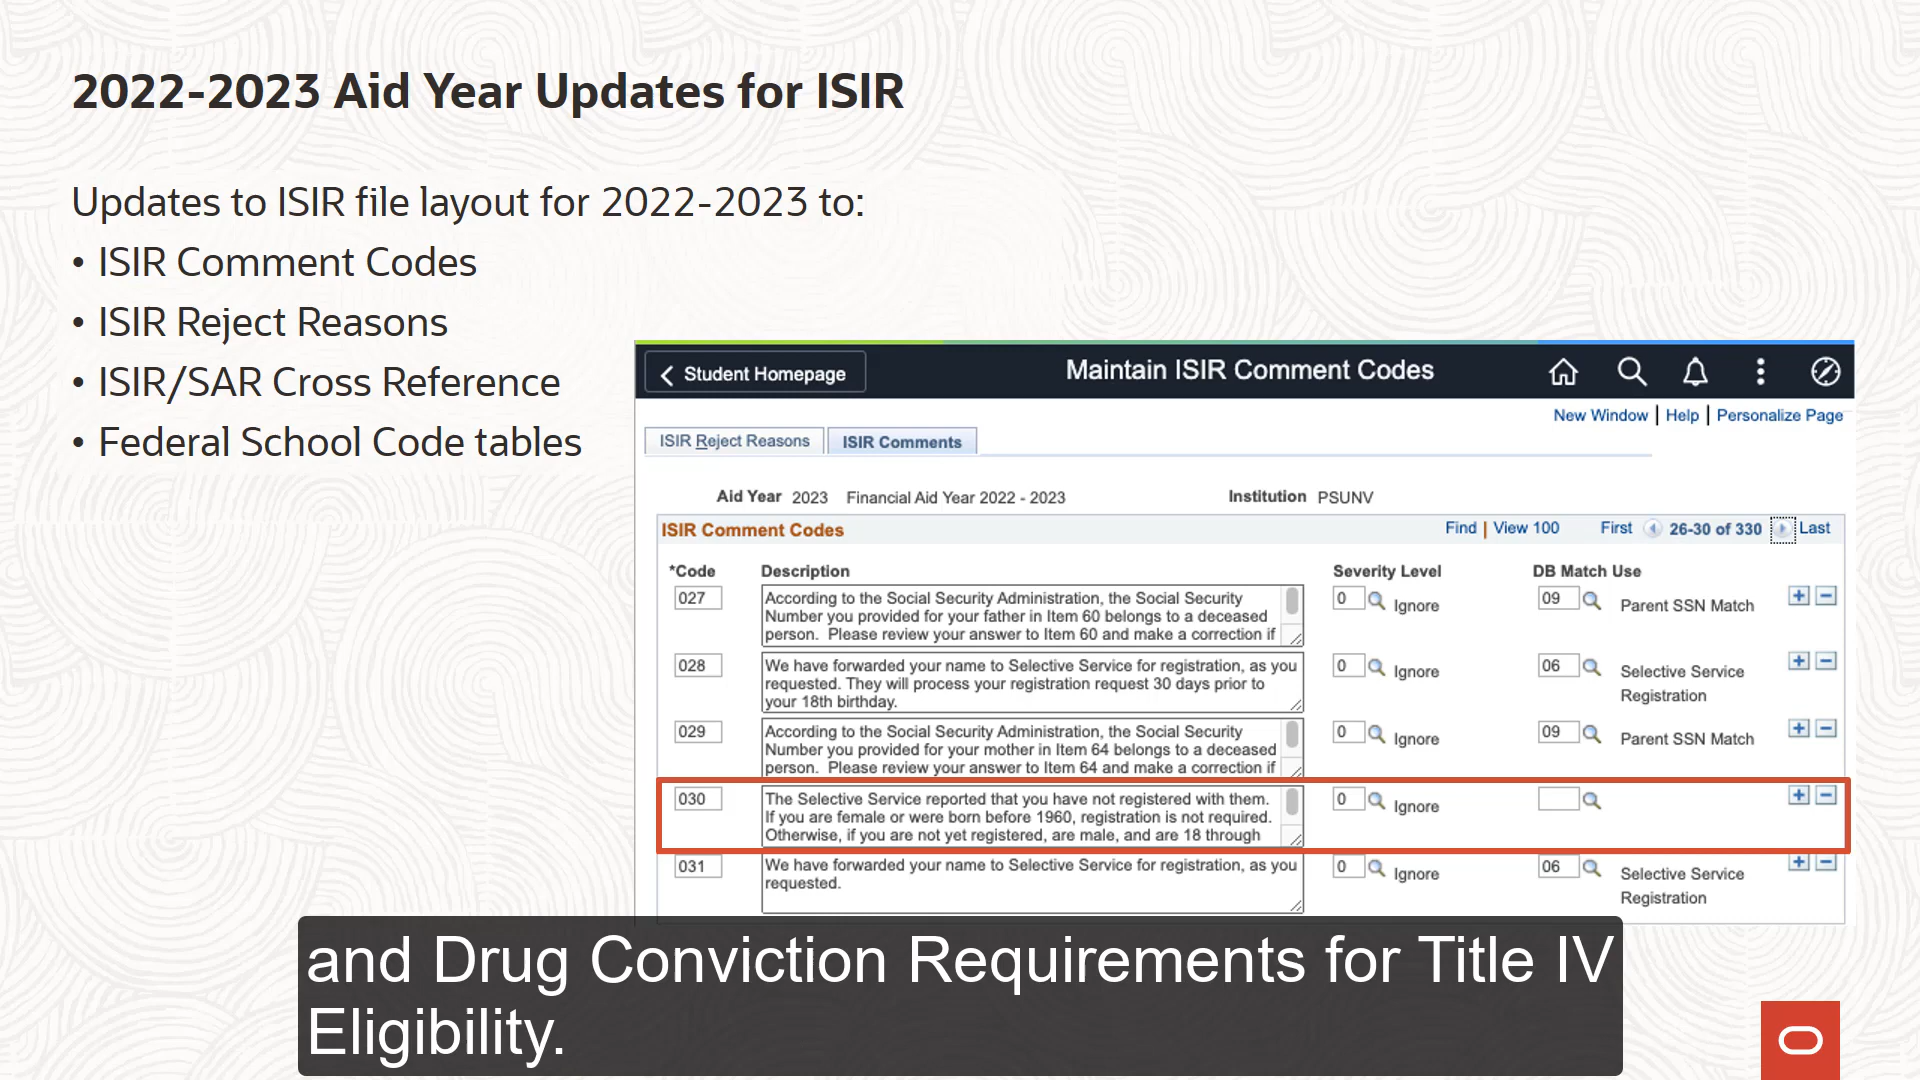 2022-2023 Aid Year Updates for ISIR
Updates to ISIR file layout for 2022-2023 to:
• ISIR Comment Codes
• ISIR Reject Reasons
• ISIR/SAR Cross Reference
• Federal School Code tables
Student Homepage
Maintain ISIR Comment Codes
New Window | Help | Personalize Page
ISIR Reject Reasons
ISIR Comments
Aid Year 2023 Financial Aid Year 2022 - 2023 Institution PSUNV
ISIR Comment Codes Find | View 100 First 26-30 of 330 Last
*Code Description Severity Level DB Match Use
027
According to the Social Security Administration, the Social Security
Number you provided for your father in Item 60 belongs to a deceased
person. Please review your answer to Item 60 and make a correction if
0 Ignore
09 Parent SSN Match
028
We have forwarded your name to Selective Service for registration, as you
requested. They will process your registration request 30 days prior to
your 18th birthday.
0 Ignore
06 Selective Service
Registration
029
According to the Social Security Administration, the Social Security
Number you provided for your mother in Item 64 belongs to a deceased
person. Please review your answer to Item 64 and make a correction if
0 Ignore
09 Parent SSN Match
030
The Selective Service reported that you have not registered with them.
If you are female or were born before 1960, registration is not required.
Otherwise, if you are not yet registered, are male, and are 18 through
0 Ignore
031
We have forwarded your name to Selective Service for registration, as you
requested.
0 Ignore
06 Selective Service
Registration
and Drug Conviction Requirements for Title IV
Eligibility.